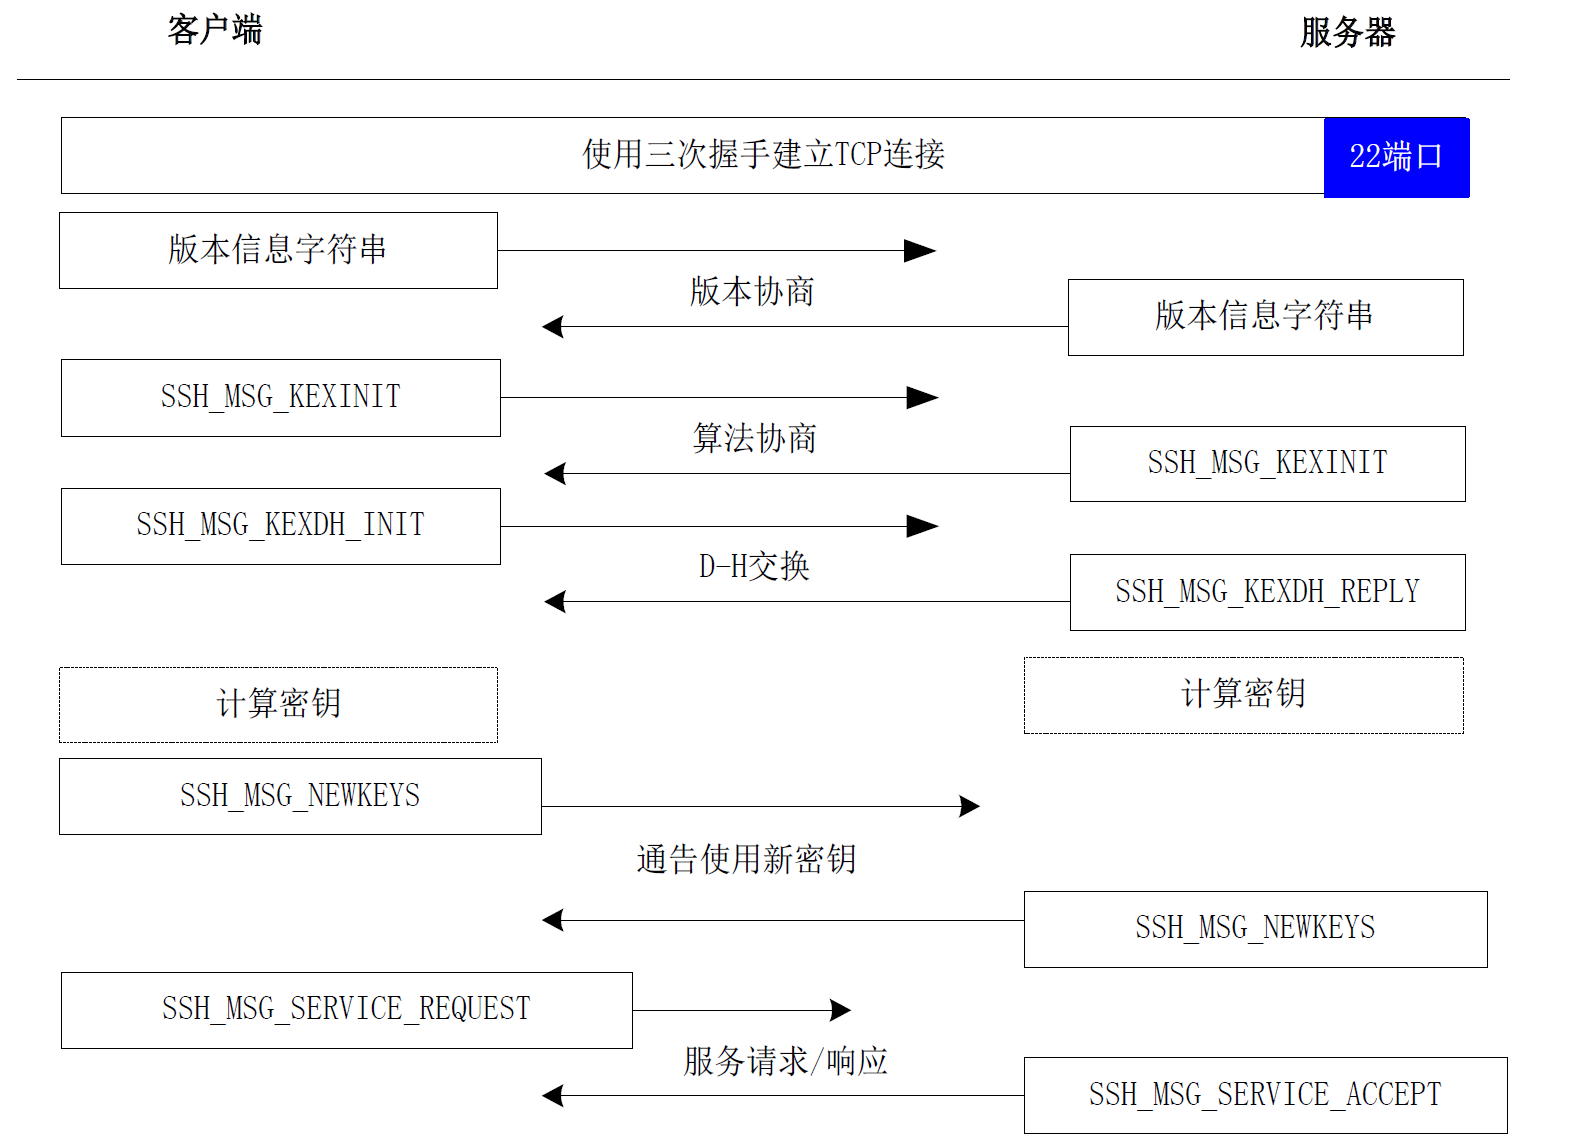 客户端
服务器
使用三次握手建立TCP连接
22端口
版本信息字符串
版本协商
版本信息字符串
SSH_MSG_KEXINIT
算法协商
SSH_MSG_KEXINIT
SSH_MSG_KEXDH_INIT
D-H交换
SSH_MSG_KEXDH_REPLY
计算密钥
计算密钥
SSH_MSG_NEWKEYS
通告使用新密钥
SSH_MSG_NEWKEYS
SSH_MSG_SERVICE_REQUEST
服务请求/响应
SSH_MSG_SERVICE_ACCEPT